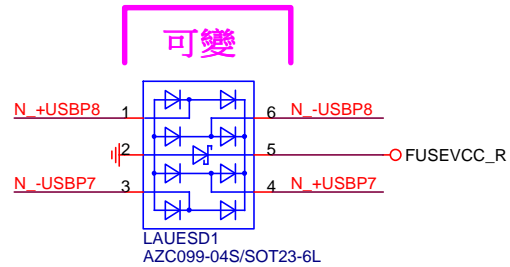 可變
N_+USBP8 1 6 N_-USBP8
2 5 FUSEVCC_R
N_-USBP7 3 4 N_+USBP7
LAUESD1
AZC099-04S/SOT23-6L